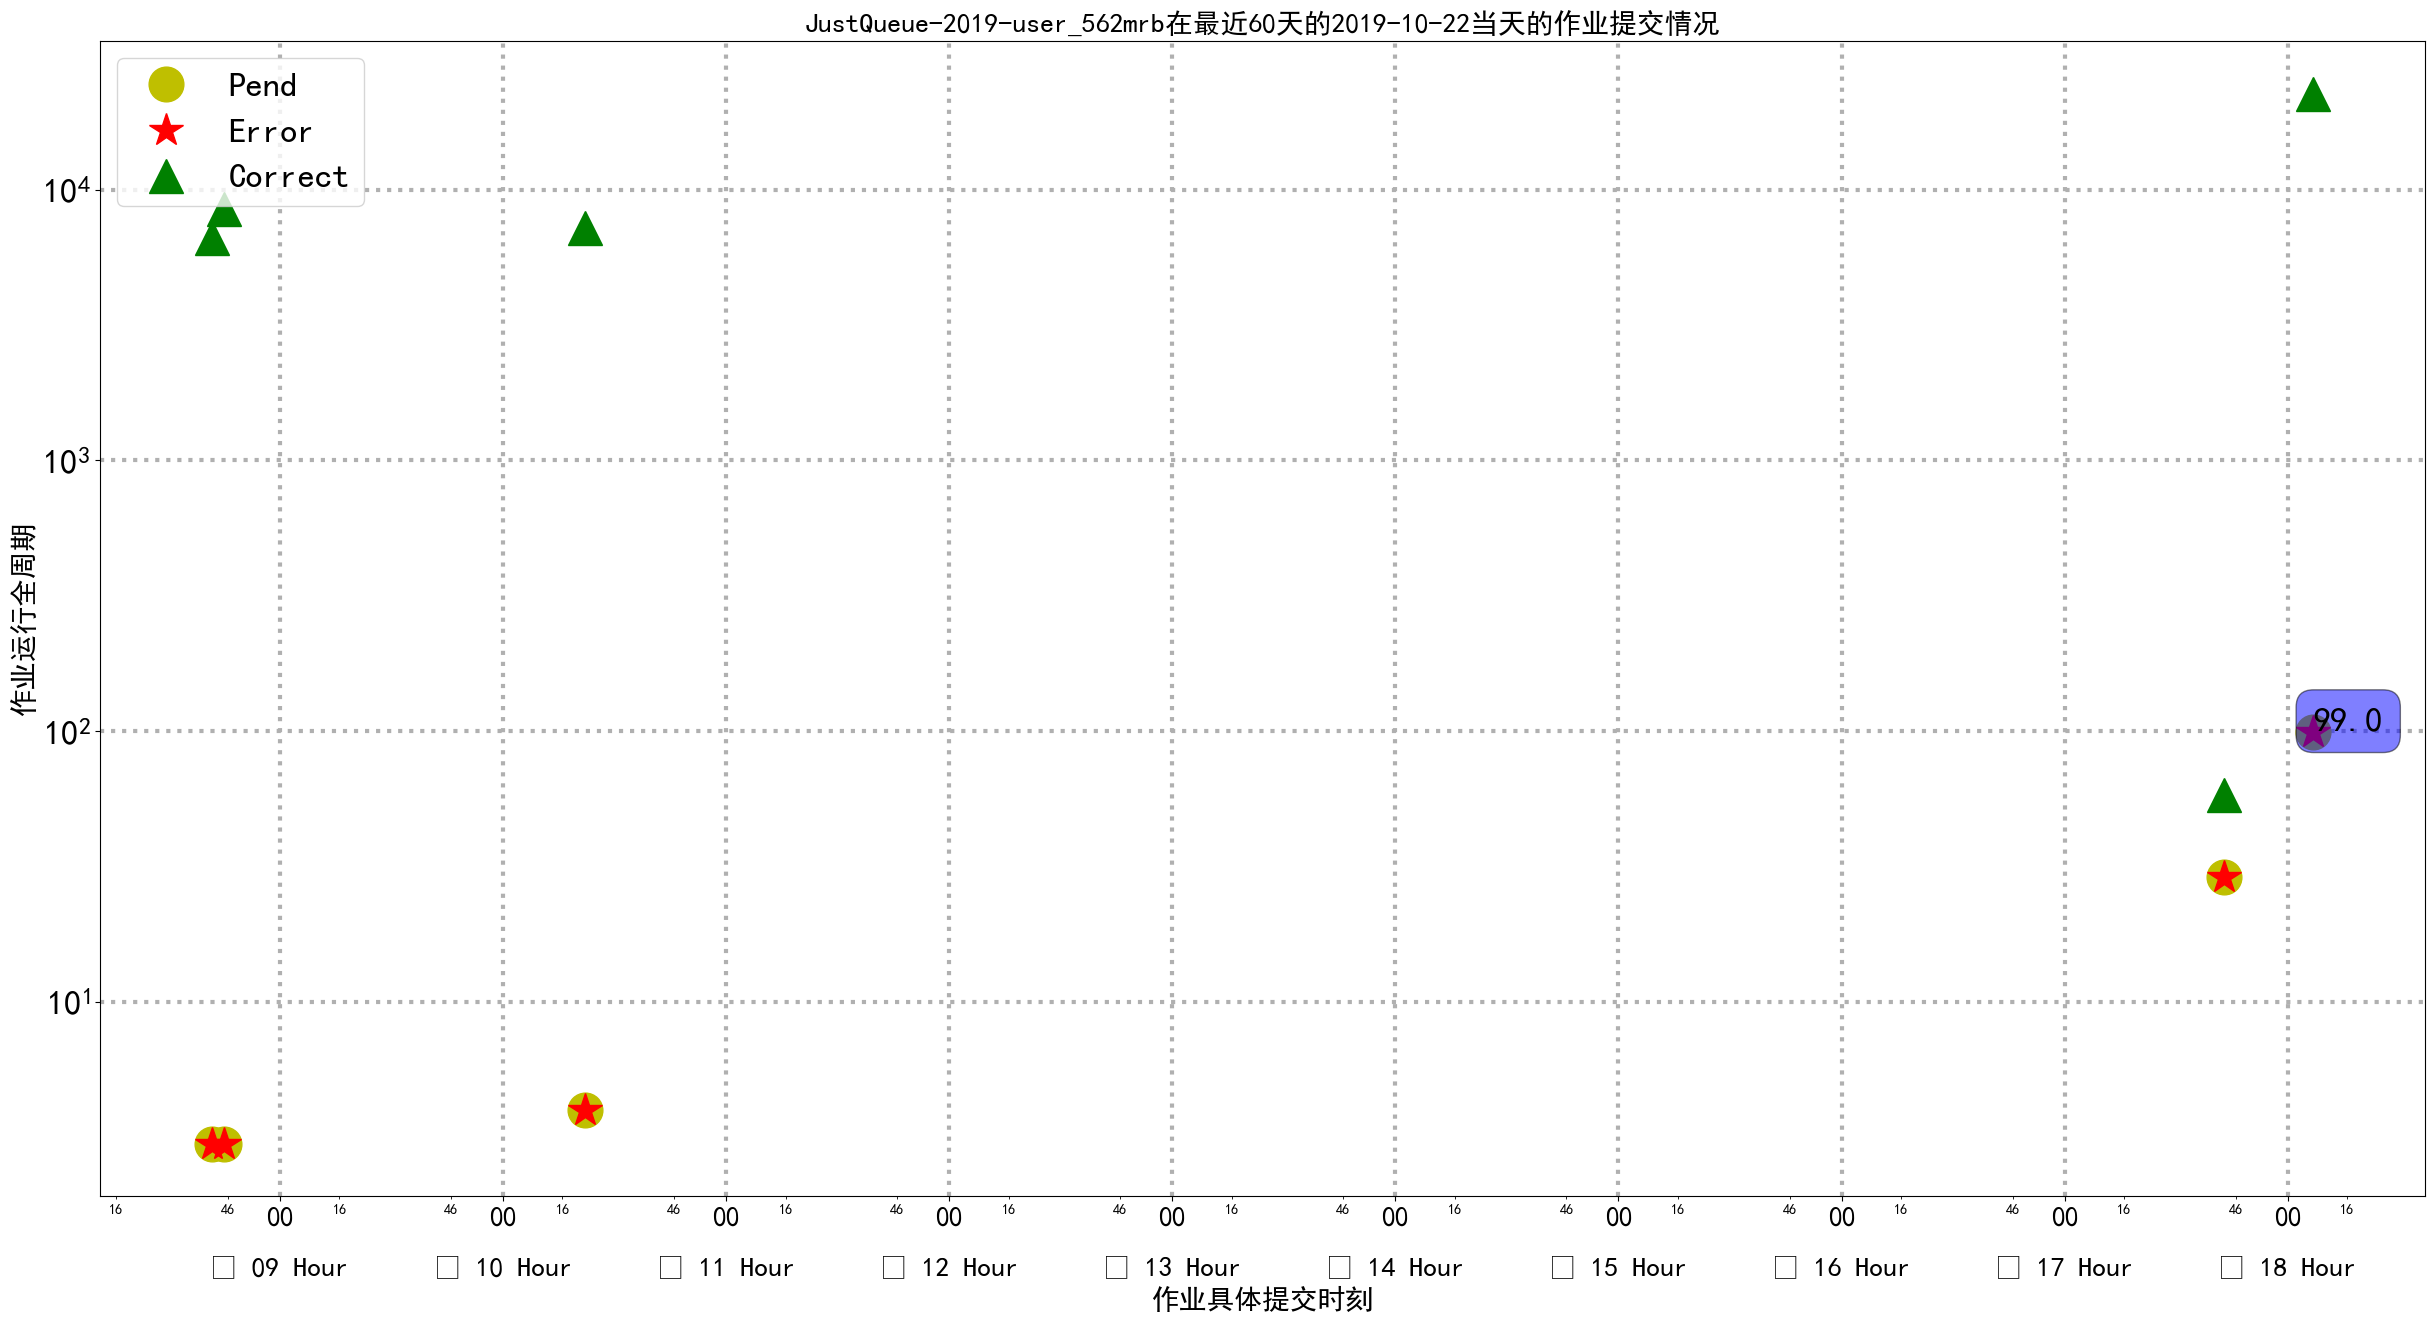 JustQueue-2019-user_562mrb在最近60天的2019-10-22当天的作业提交情况
Pend
Error
Correct
10⁴
10³
10²
10¹
作业运行全周期
99.0
16 46 16 46 16 46 16 46 16 46 16 46 16 46 16 46 16 46 16
00 00 00 00 00 00 00 00 00 00
09 Hour 10 Hour 11 Hour 12 Hour 13 Hour 14 Hour 15 Hour 16 Hour 17 Hour 18 Hour
作业具体提交时刻